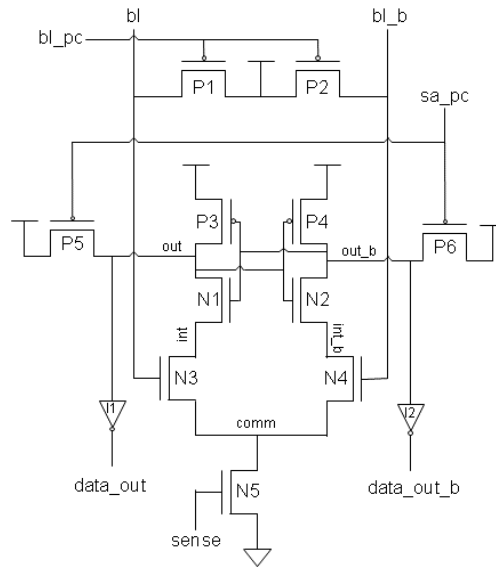 bl
bl_b
bl_pc
P1
P2
sa_pc
P3
P4
P5
out
out_b
P6
N1
N2
int
int_b
N3
N4
comm
I1
I2
data_out
N5
data_out_b
sense